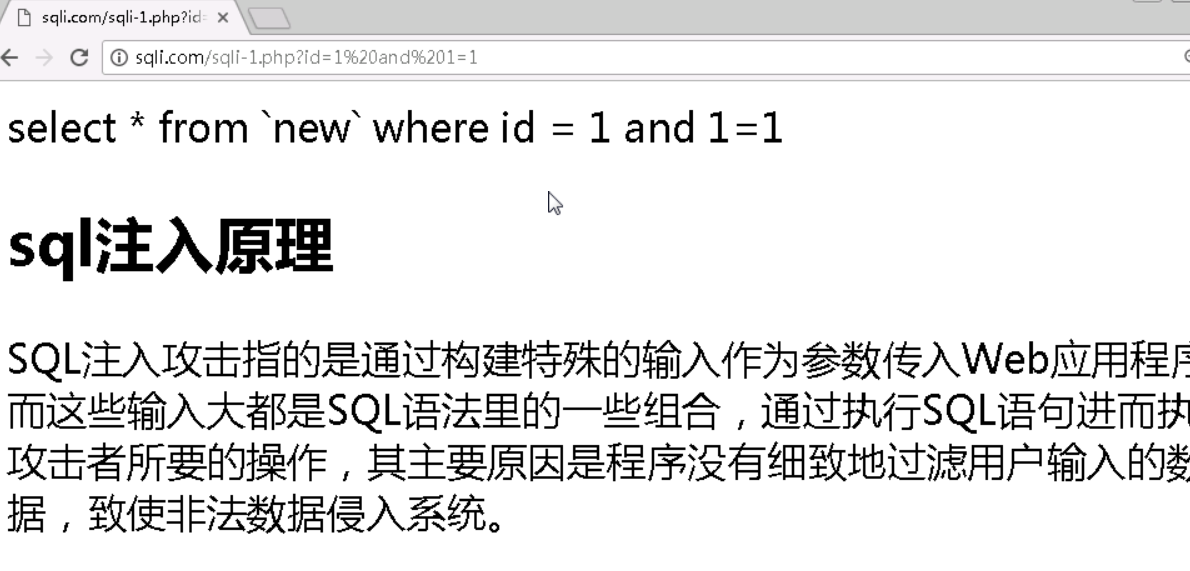 sqli.com/sqli-1.php?id=
sqli.com/sqli-1.php?id=1%20and%201=1
select * from `new` where id = 1 and 1=1
sql注入原理
SQL注入攻击指的是通过构建特殊的输入作为参数传入Web应用程序
而这些输入大都是SQL语法里的一些组合，通过执行SQL语句进而执
攻击者所要的操作，其主要原因是程序没有细致地过滤用户输入的数
据，致使非法数据侵入系统。